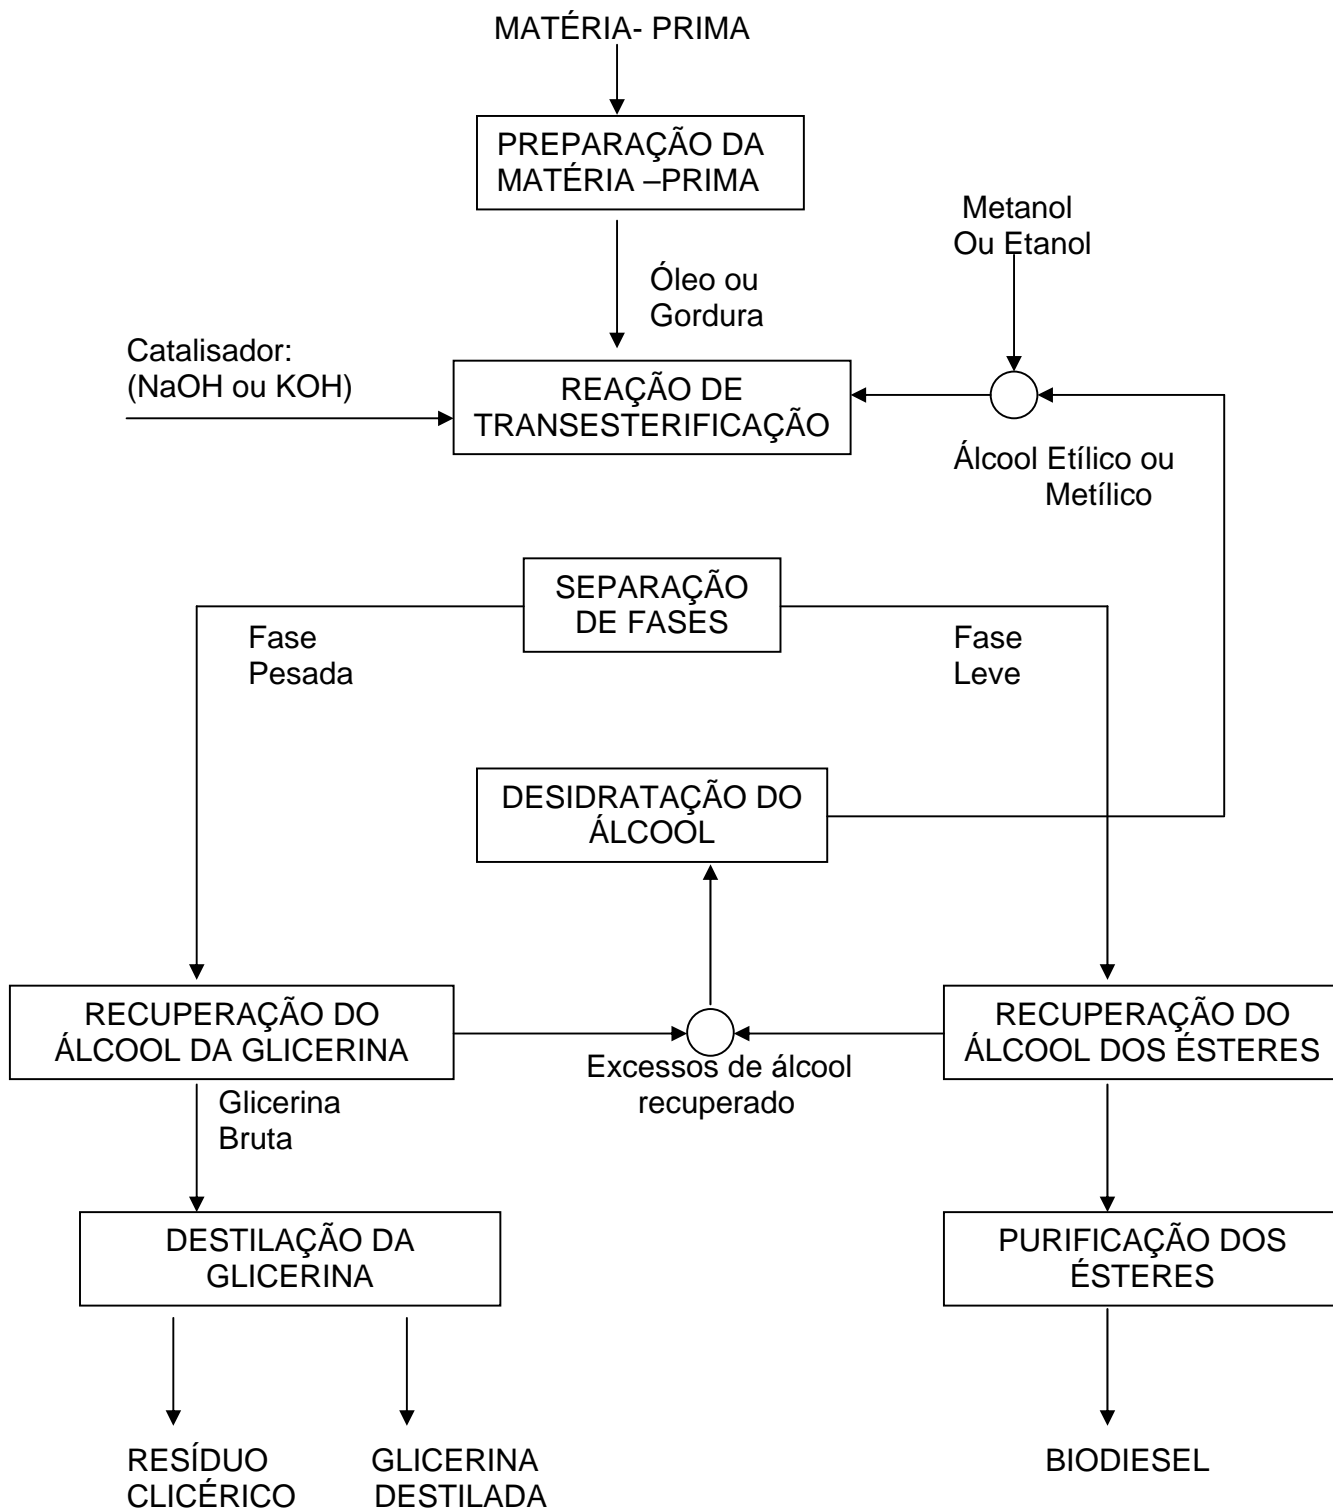 MATÉRIA- PRIMA
PREPARAÇÃO DA
MATÉRIA –PRIMA
Metanol
Ou Etanol
Óleo ou
Gordura
Catalisador:
(NaOH ou KOH)
REAÇÃO DE
TRANSESTERIFICAÇÃO
Álcool Etílico ou
Metílico
SEPARAÇÃO
DE FASES
Fase
Pesada
Fase
Leve
DESIDRATAÇÃO DO
ÁLCOOL
RECUPERAÇÃO DO
ÁLCOOL DA GLICERINA
Excessos de álcool
recuperado
RECUPERAÇÃO DO
ÁLCOOL DOS ÉSTERES
Glicerina
Bruta
DESTILAÇÃO DA
GLICERINA
PURIFICAÇÃO DOS
ÉSTERES
RESÍDUO
CLICÉRICO
GLICERINA
DESTILADA
BIODIESEL